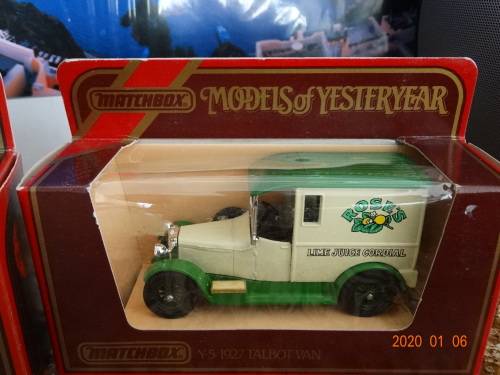 MATCHBOX
MODELS of YESTERYEAR
ROSE'S
LIME JUICE CORDIAL
MATCHBOX
Y-5 1927 TALBOT VAN
2020 01 06